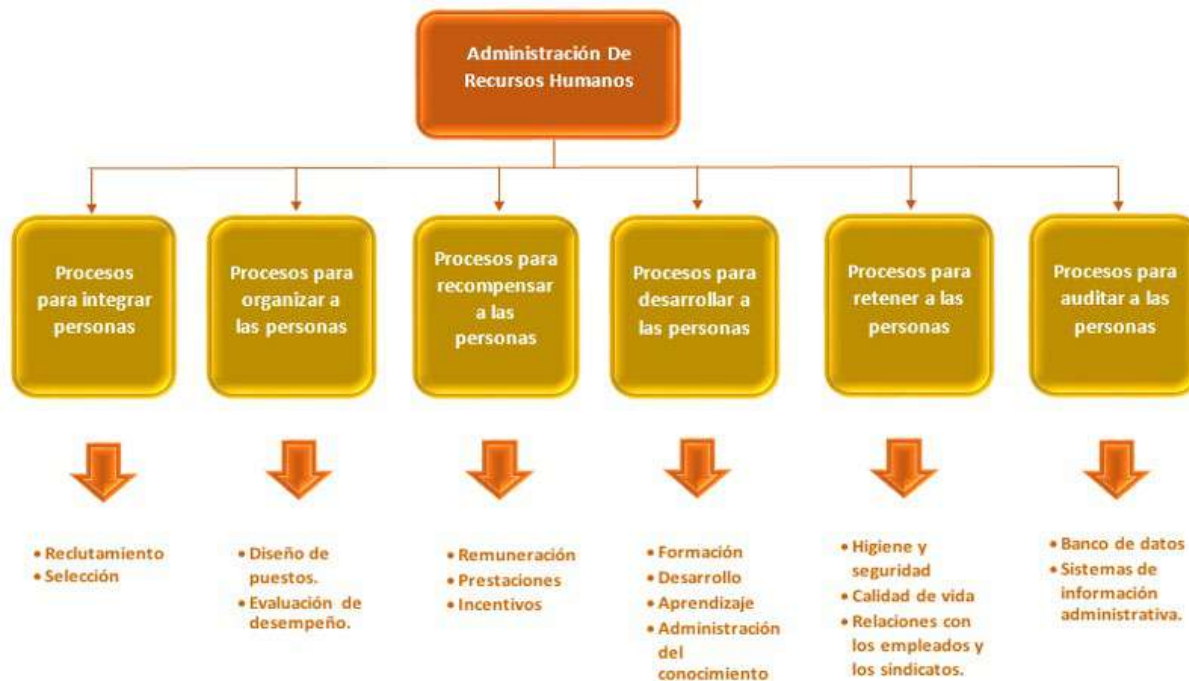 Administración De
Recursos Humanos
Procesos
para integrar
personas
Procesos para
organizar a
las personas
Procesos para
recompensar
a las
personas
Procesos para
desarrollar a
las personas
Procesos para
retener a las
personas
Procesos para
auditar a las
personas
• Reclutamiento
• Selección
• Diseño de
puestos.
• Evaluación de
desempeño.
• Remuneración
• Prestaciones
• Incentivos
• Formación
• Desarrollo
• Aprendizaje
• Administración
del
conocimiento
• Higiene y
seguridad
• Calidad de vida
• Relaciones con
los empleados y
los sindicatos.
• Banco de datos
• Sistemas de
información
administrativa.